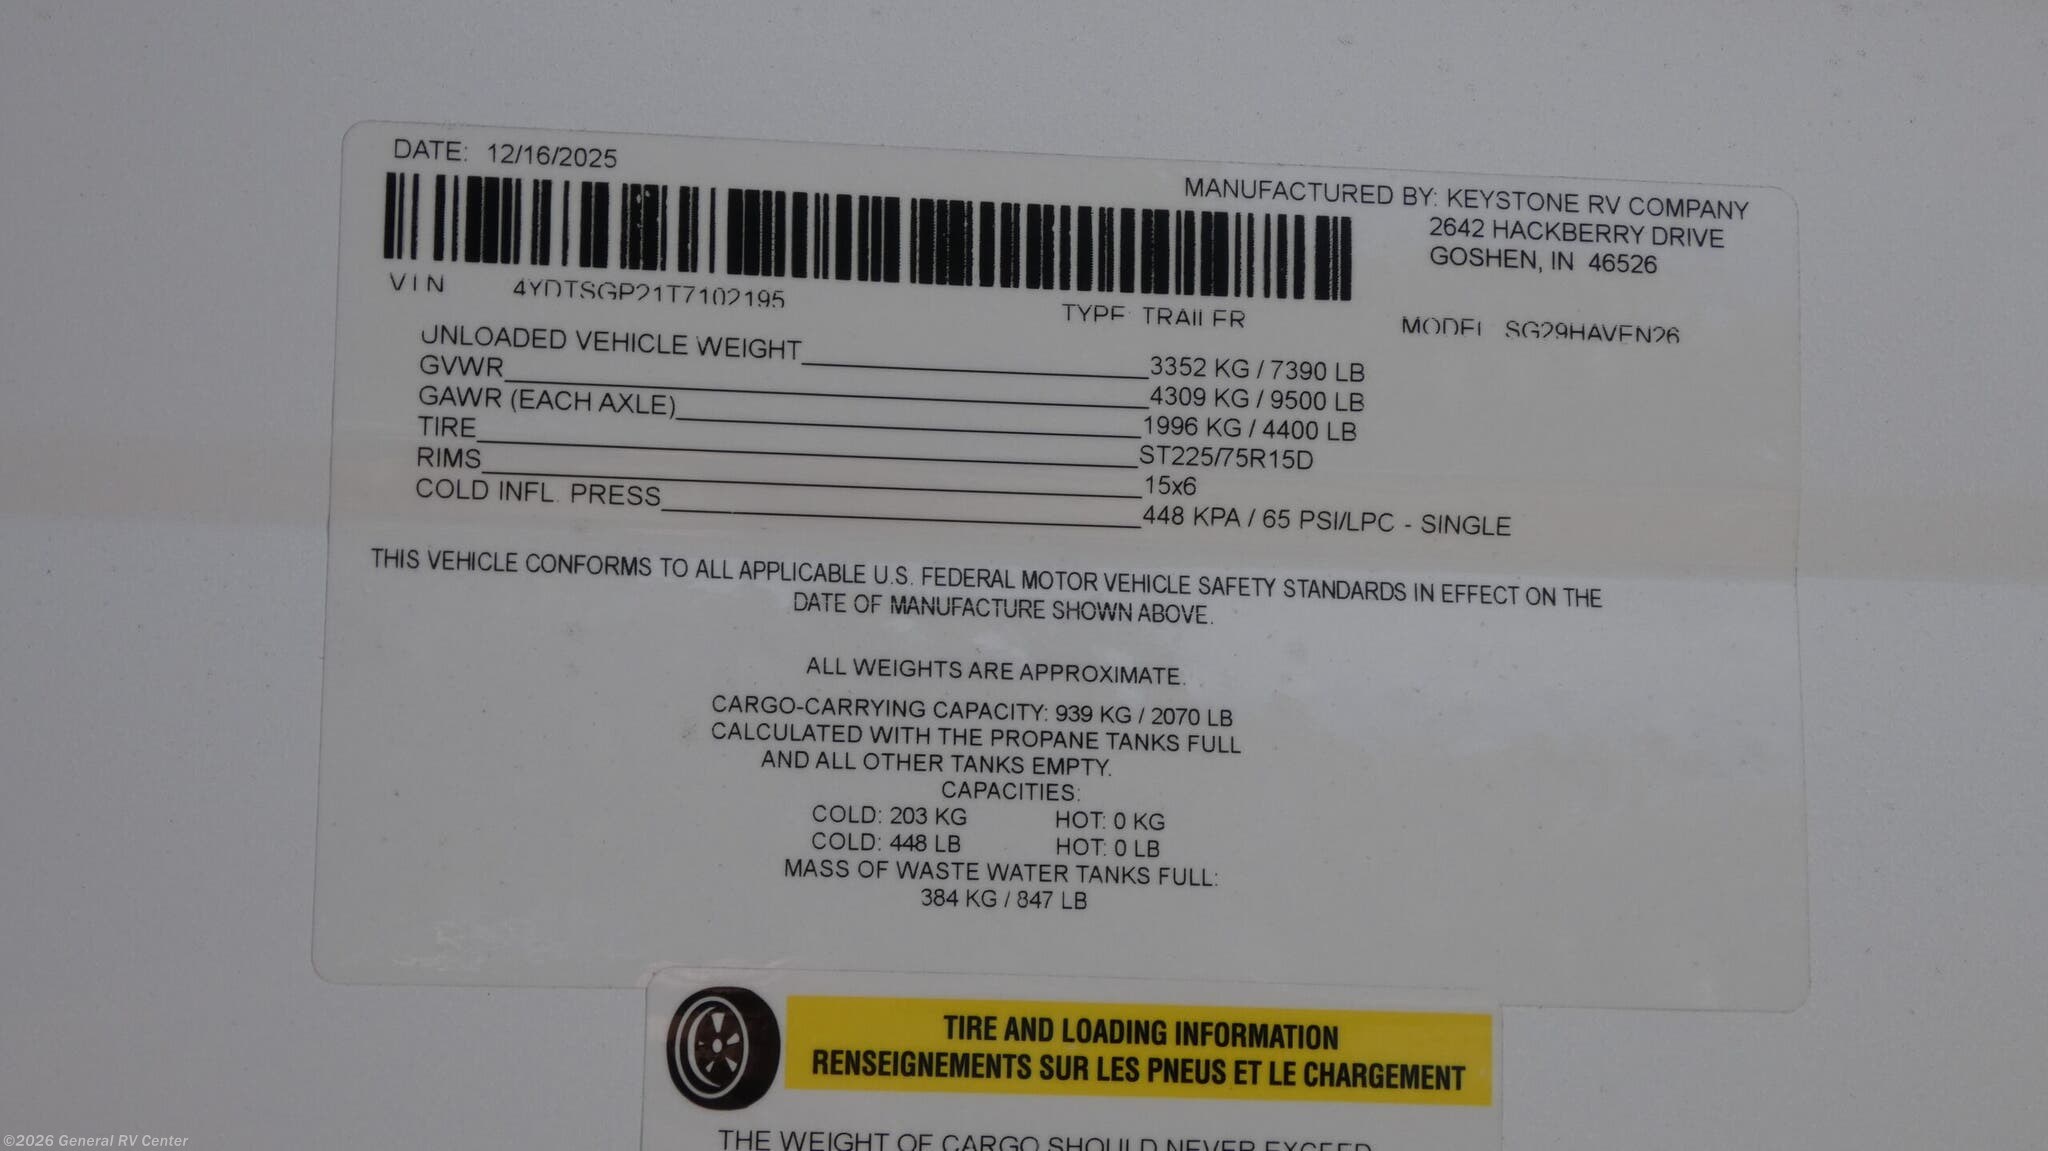 DATE: 12/16/2025
MANUFACTURED BY: KEYSTONE RV COMPANY
2642 HACKBERRY DRIVE
GOSHEN, IN 46526
VIN 4YDTSGP21T7102195
TYPE: TRAILER
MODEL SG29HAVEN26
UNLOADED VEHICLE WEIGHT 3352 KG / 7390 LB
GVWR 4309 KG / 9500 LB
GAWR (EACH AXLE) 1996 KG / 4400 LB
TIRE ST225/75R15D
RIMS 15x6
COLD INFL. PRESS 448 KPA / 65 PSI/LPC - SINGLE
THIS VEHICLE CONFORMS TO ALL APPLICABLE U.S. FEDERAL MOTOR VEHICLE SAFETY STANDARDS IN EFFECT ON THE
DATE OF MANUFACTURE SHOWN ABOVE.
ALL WEIGHTS ARE APPROXIMATE.
CARGO-CARRYING CAPACITY: 939 KG / 2070 LB
CALCULATED WITH THE PROPANE TANKS FULL
AND ALL OTHER TANKS EMPTY.
CAPACITIES:
COLD: 203 KG HOT: 0 KG
COLD: 448 LB HOT: 0 LB
MASS OF WASTE WATER TANKS FULL:
384 KG / 847 LB
TIRE AND LOADING INFORMATION
RENSEIGNEMENTS SUR LES PNEUS ET LE CHARGEMENT
THE WEIGHT OF CARGO SHOULD NEVER EXCEED
©2026 General RV Center